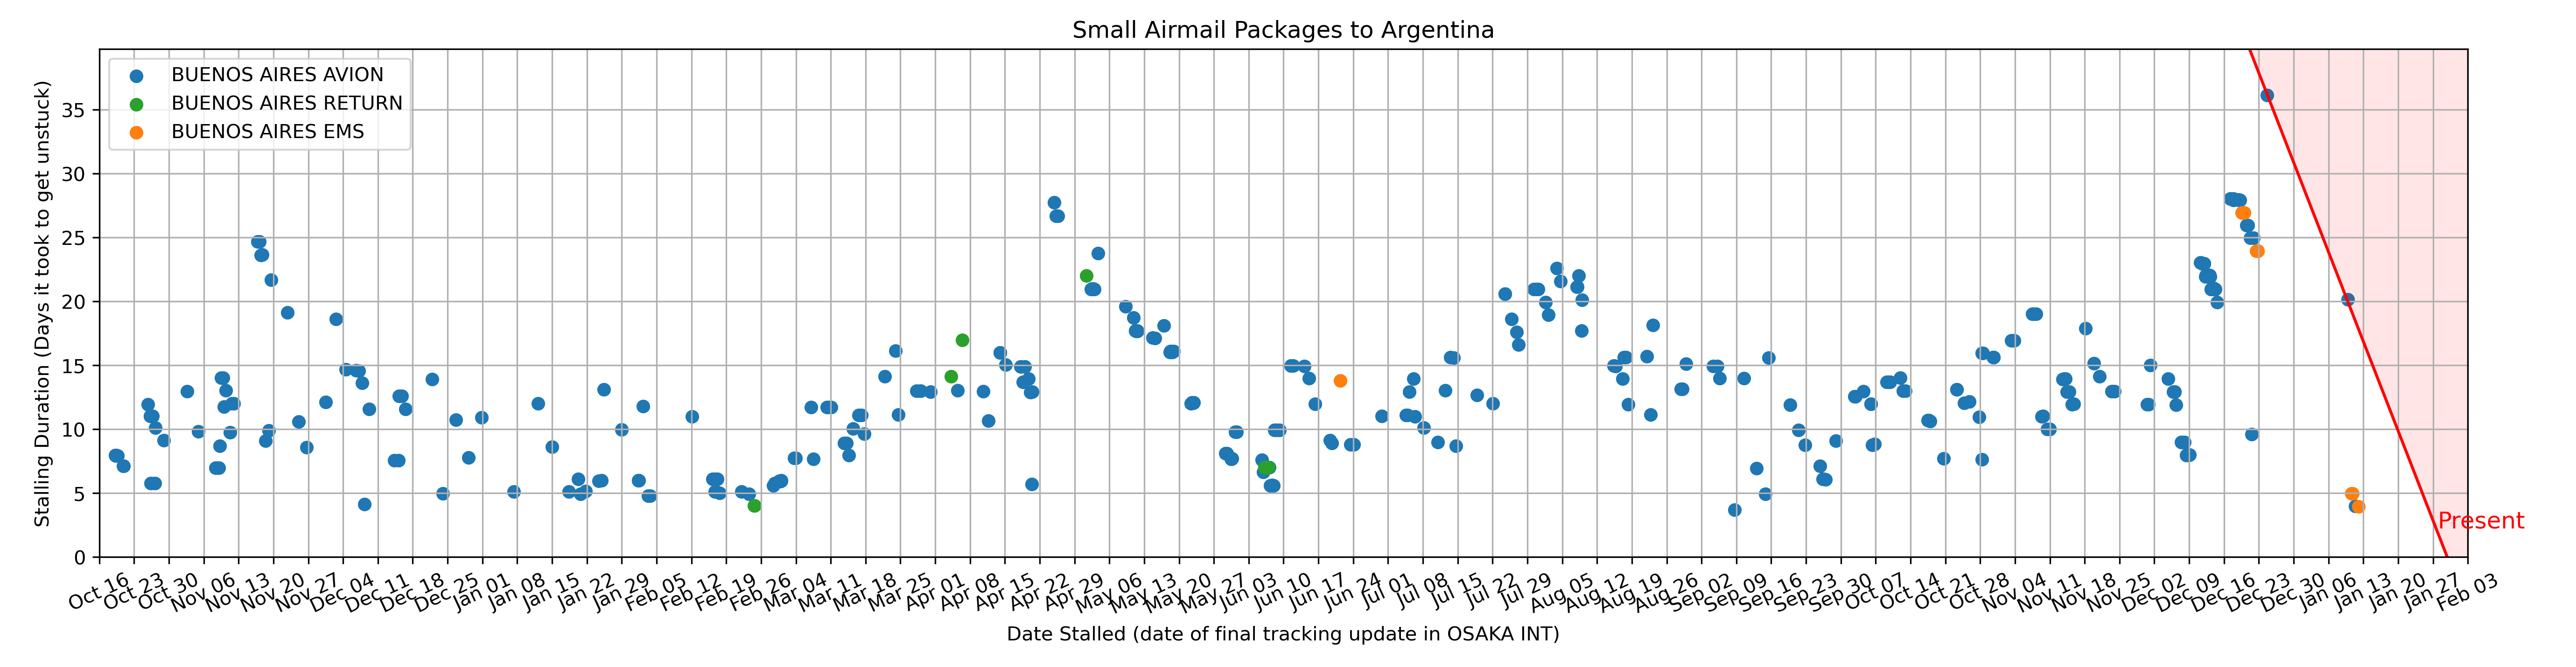 Small Airmail Packages to Argentina
BUENOS AIRES AVION
BUENOS AIRES RETURN
BUENOS AIRES EMS
Stalling Duration (Days it took to get unstuck)
35
30
25
20
15
10
5
0
Present
Oct 16 Oct 23 Oct 30 Nov 06 Nov 13 Nov 20 Nov 27 Dec 04 Dec 11 Dec 18 Dec 25 Jan 01 Jan 08 Jan 15 Jan 22 Jan 29 Feb 05 Feb 12 Feb 19 Feb 26 Mar 04 Mar 11 Mar 18 Mar 25 Apr 01 Apr 08 Apr 15 Apr 22 Apr 29 May 06 May 13 May 20 May 27 Jun 03 Jun 10 Jun 17 Jun 24 Jul 01 Jul 08 Jul 15 Jul 22 Jul 29 Aug 05 Aug 12 Aug 19 Aug 26 Sep 02 Sep 09 Sep 16 Sep 23 Sep 30 Oct 07 Oct 14 Oct 21 Oct 28 Nov 04 Nov 11 Nov 18 Nov 25 Dec 02 Dec 09 Dec 16 Dec 23 Dec 30 Jan 06 Jan 13 Jan 20 Jan 27 Feb 03
Date Stalled (date of final tracking update in OSAKA INT)